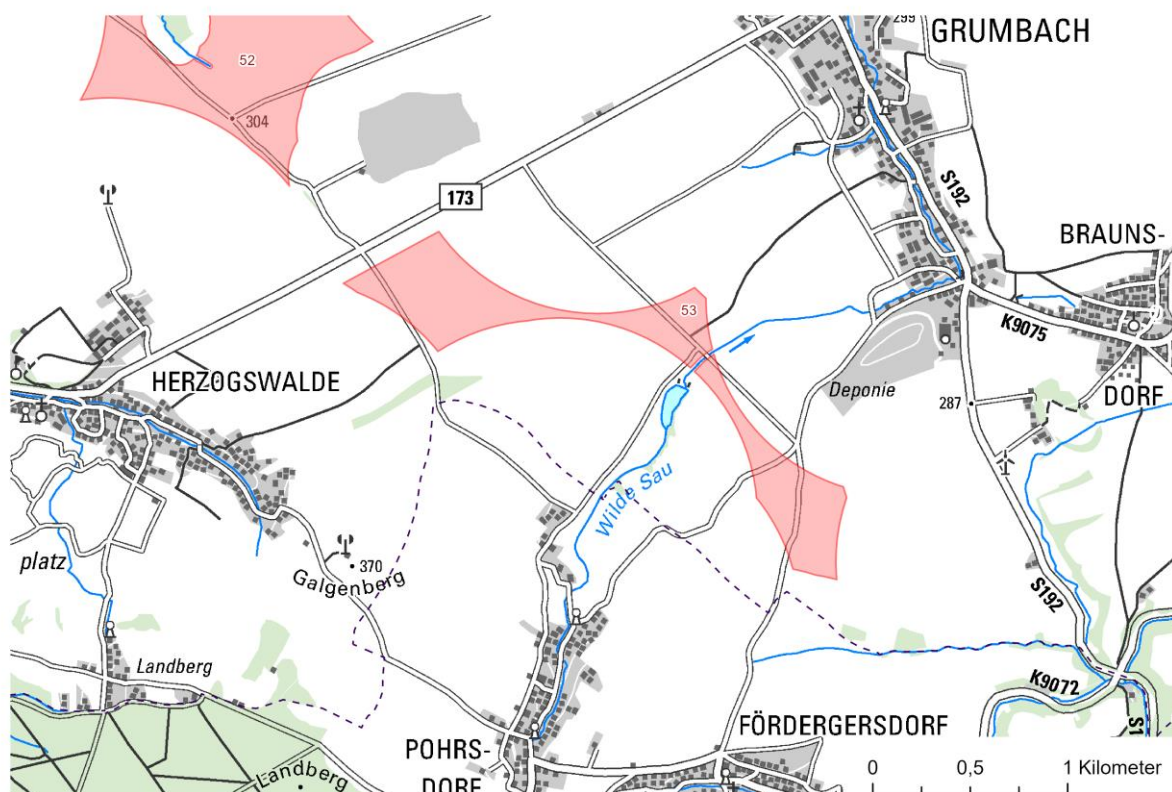 299
GRUMBACH
52
304
S192
173
BRAUNS-
53
K9075
HERZOGSWALDE
Deponie
287
DORF
Wilde Sau
platz
370
Galgenberg
S192
Landberg
K9072
FÖRDERGERSDORF
S1
POHRS-
DORF
Landberg
0 0,5 1 Kilometer